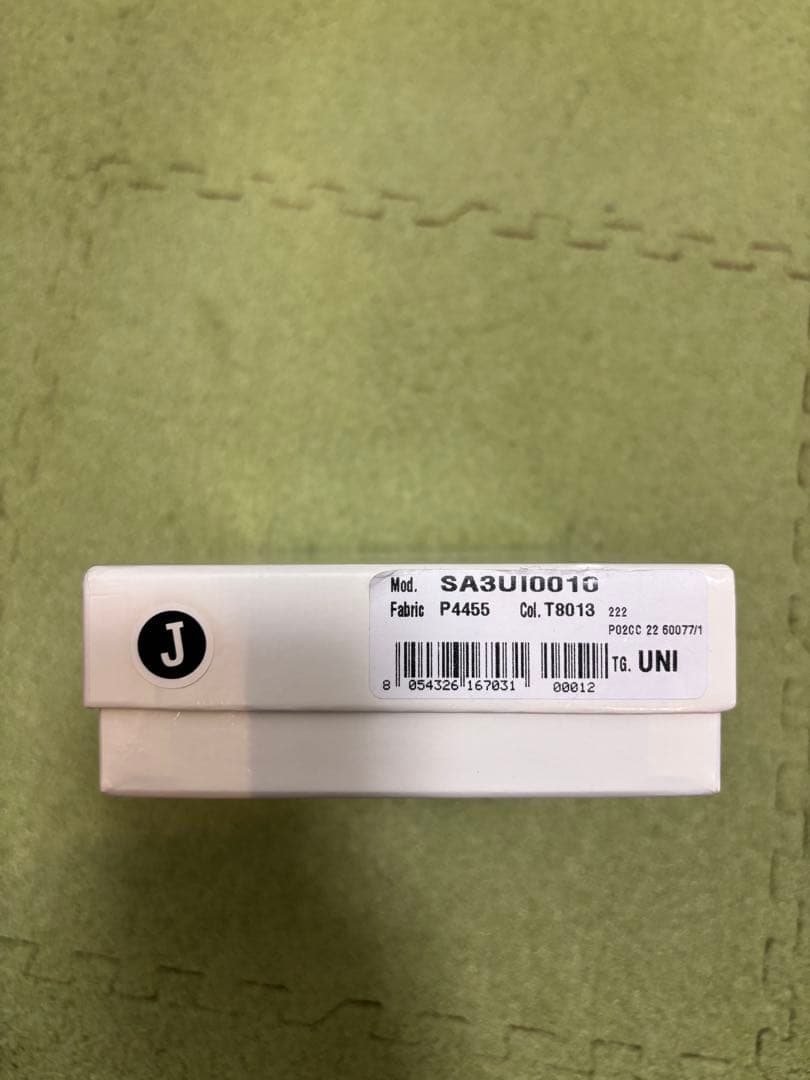 J
Mod. SA3UI0010
Fabric P4455 Col. T8013 222
P02CC 22 60077/1
TG. UNI
8 054326 167031 00012